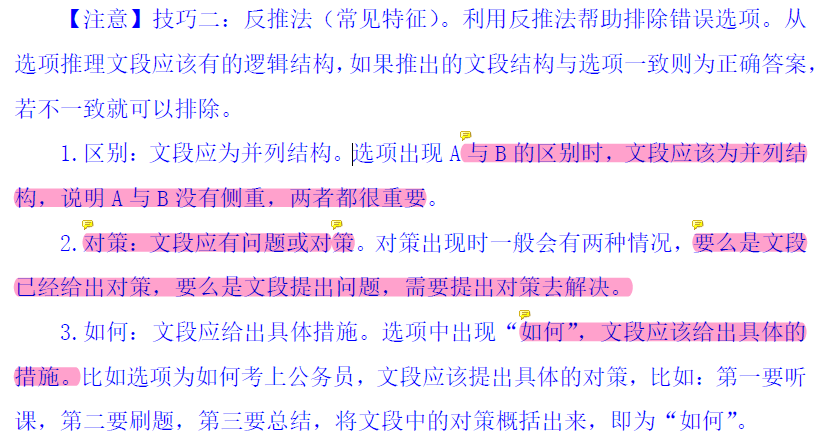 【注意】技巧二：反推法（常见特征）。利用反推法帮助排除错误选项。从
选项推理文段应该有的逻辑结构，如果推出的文段结构与选项一致则为正确答案，
若不一致就可以排除。
1.区别：文段应为并列结构。选项出现 A 与 B 的区别时，文段应该为并列结
构，说明 A 与 B 没有侧重，两者都很重要。
2.对策：文段应有问题或对策。对策出现时一般会有两种情况，要么是文段
已经给出对策，要么是文段提出问题，需要提出对策去解决。
3.如何：文段应给出具体措施。选项中出现“如何”，文段应该给出具体的
措施。比如选项为如何考上公务员，文段应该提出具体的对策，比如：第一要听
课，第二要刷题，第三要总结，将文段中的对策概括出来，即为“如何”。